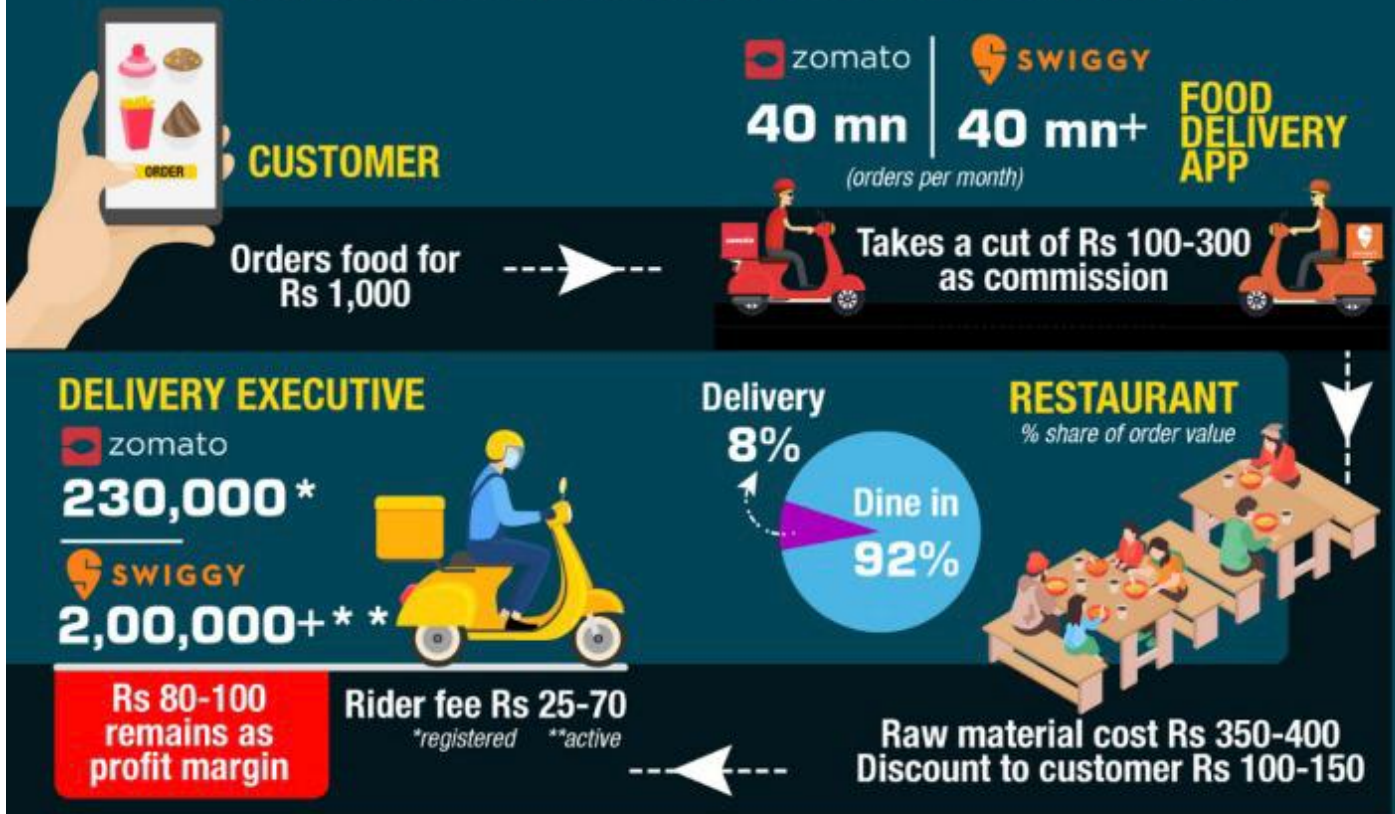 ORDER
CUSTOMER
Orders food for
Rs 1,000
zomato
40 mn
SWIGGY
40 mn+
(orders per month)
FOOD
DELIVERY
APP
zomato
Takes a cut of Rs 100-300
as commission
RESTAURANT
% share of order value
Delivery
8%
Dine in
92%
Raw material cost Rs 350-400
Discount to customer Rs 100-150
DELIVERY EXECUTIVE
zomato
230,000*
SWIGGY
2,00,000+**
Rider fee Rs 25-70
*registered **active
Rs 80-100
remains as
profit margin